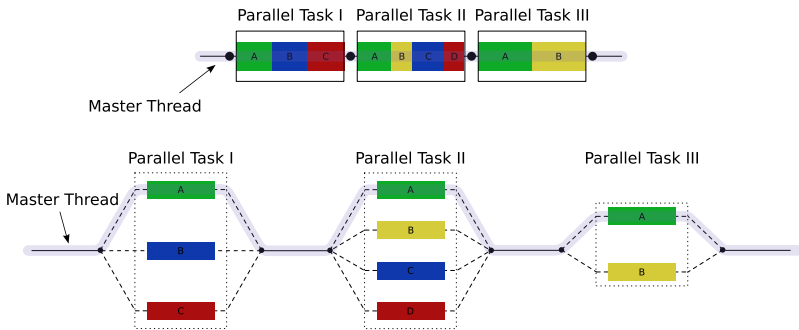 Parallel Task I Parallel Task II Parallel Task III
A B C A B C D A B
Master Thread
Parallel Task I Parallel Task II Parallel Task III
A A
Master Thread
A
B
B
C
B
C D